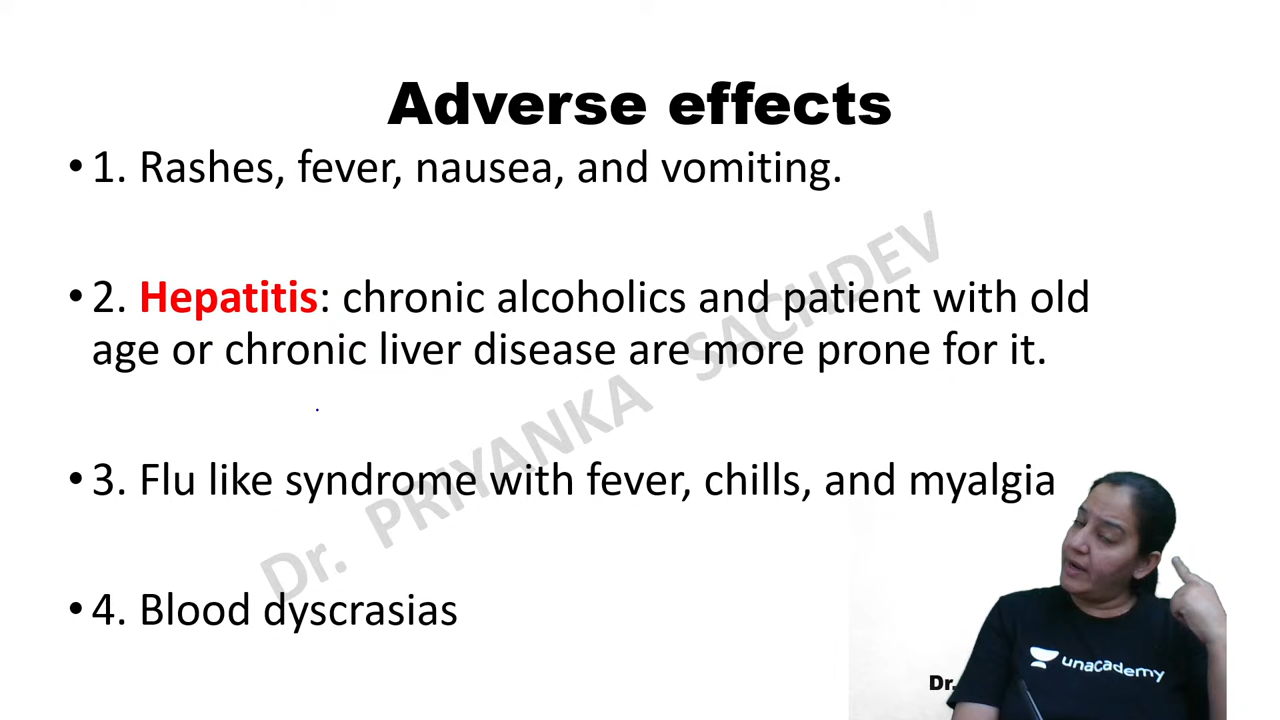 Adverse effects
• 1. Rashes, fever, nausea, and vomiting.
• 2. Hepatitis: chronic alcoholics and patient with old
age or chronic liver disease are more prone for it.
• 3. Flu like syndrome with fever, chills, and myalgia
• 4. Blood dyscrasias
Dr. PRIYANKA SACHDEV
unacademy
Dr.